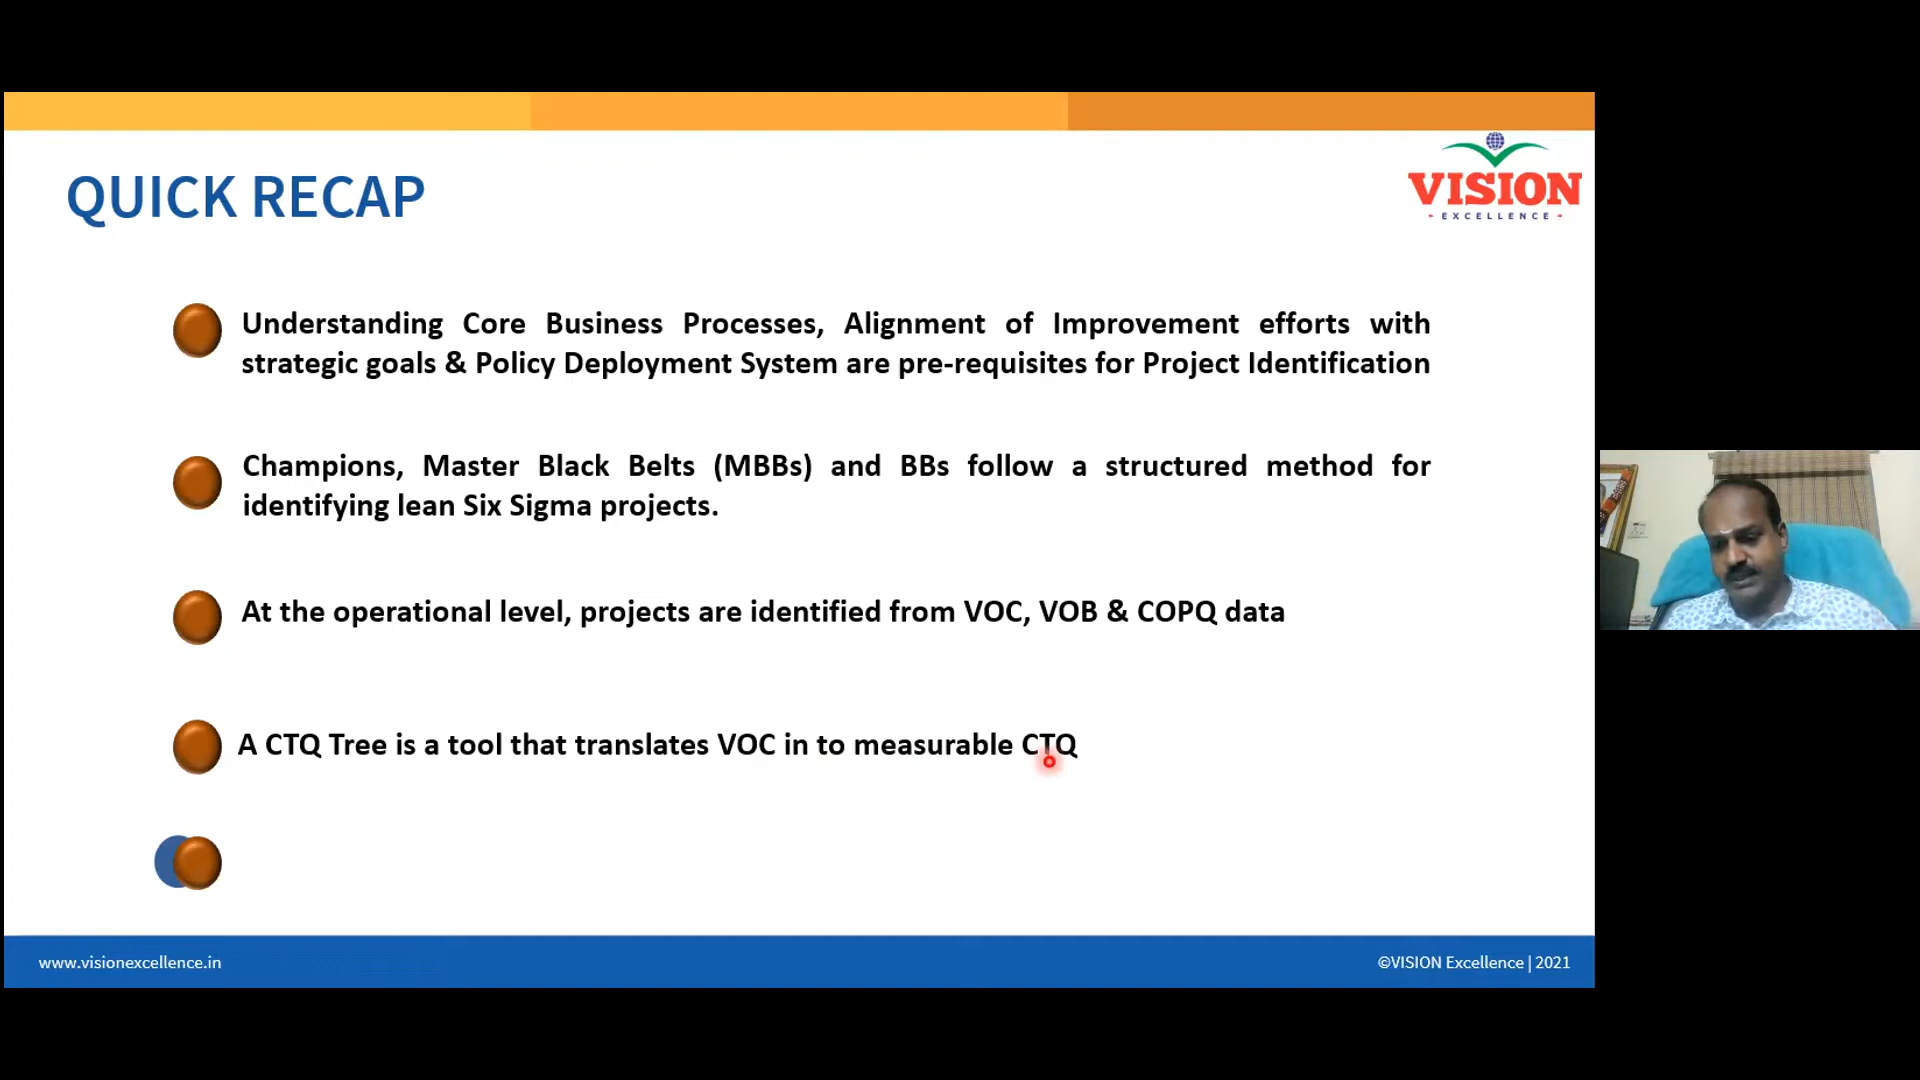 QUICK RECAP
VISION
EXCELLENCE
Understanding Core Business Processes, Alignment of Improvement efforts with
strategic goals & Policy Deployment System are pre-requisites for Project Identification
Champions, Master Black Belts (MBBs) and BBs follow a structured method for
identifying lean Six Sigma projects.
At the operational level, projects are identified from VOC, VOB & COPQ data
A CTQ Tree is a tool that translates VOC in to measurable CTQ
www.visionexcellence.in
©VISION Excellence | 2021